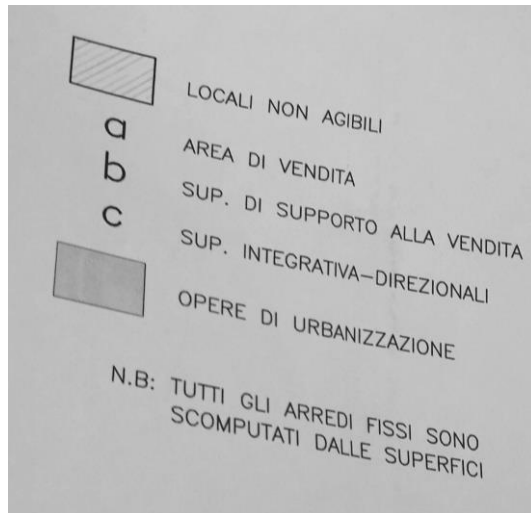 LOCALI NON AGIBILI
a AREA DI VENDITA
b SUP. DI SUPPORTO ALLA VENDITA
c SUP. INTEGRATIVA-DIREZIONALI
OPERE DI URBANIZZAZIONE
N.B: TUTTI GLI ARREDI FISSI SONO
SCOMPUTATI DALLE SUPERFICI